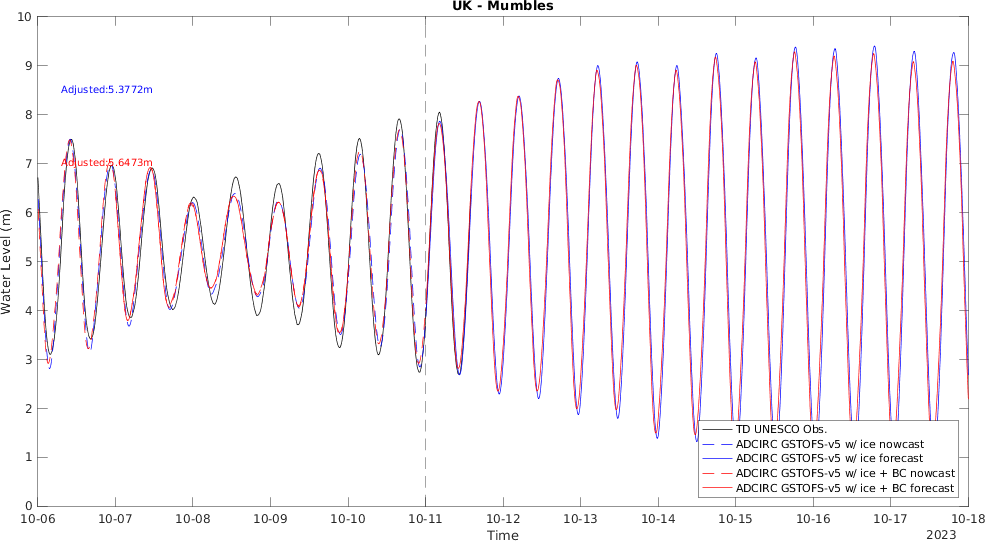 UK - Mumbles
10
9
8
7
6
5
4
3
2
1
0
Water Level (m)
Adjusted:5.3772m
Adjusted:5.6473m
TD UNESCO Obs.
ADCIRC GSTOFS-v5 w/ ice nowcast
ADCIRC GSTOFS-v5 w/ ice forecast
ADCIRC GSTOFS-v5 w/ ice + BC nowcast
ADCIRC GSTOFS-v5 w/ ice + BC forecast
10-06 10-07 10-08 10-09 10-10 10-11 10-12 10-13 10-14 10-15 10-16 10-17 10-18
Time
2023